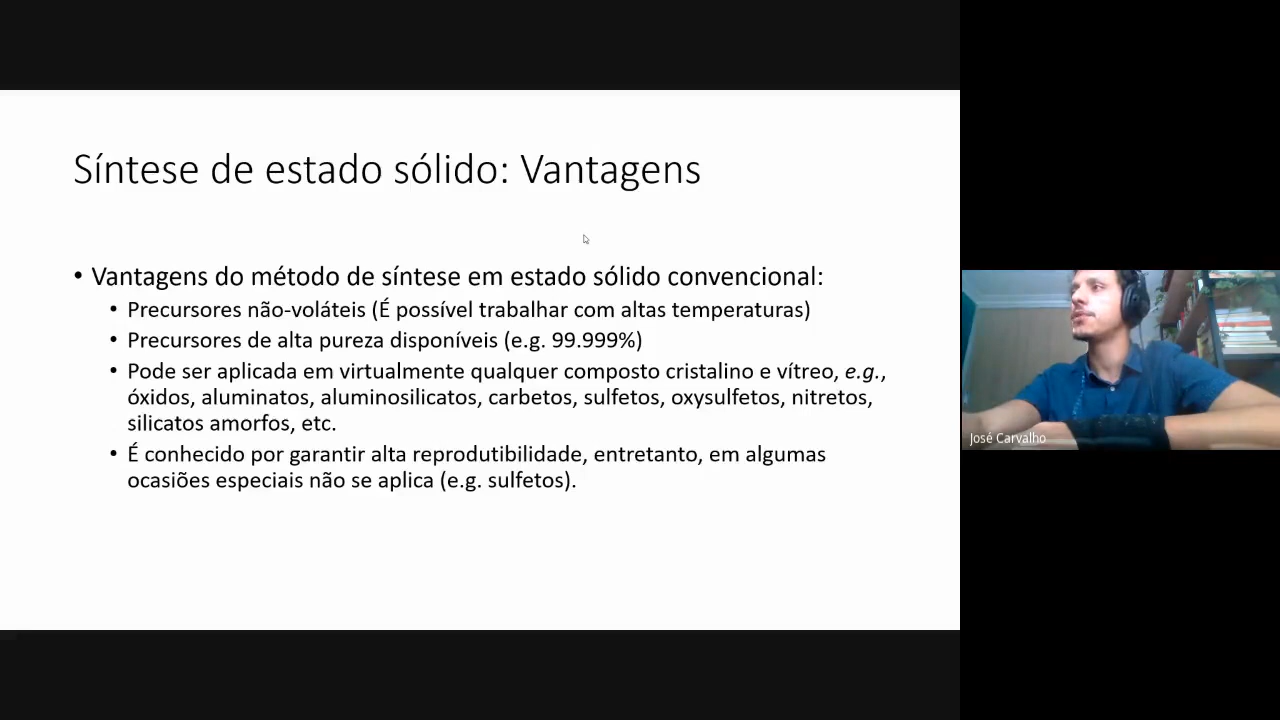 Síntese de estado sólido: Vantagens
• Vantagens do método de síntese em estado sólido convencional:
• Precursores não-voláteis (É possível trabalhar com altas temperaturas)
• Precursores de alta pureza disponíveis (e.g. 99.999%)
• Pode ser aplicada em virtualmente qualquer composto cristalino e vítreo, e.g.,
óxidos, aluminatos, aluminosilicatos, carbetos, sulfetos, oxysulfetos, nitretos,
silicatos amorfos, etc.
• É conhecido por garantir alta reprodutibilidade, entretanto, em algumas
ocasiões especiais não se aplica (e.g. sulfetos).
José Carvalho